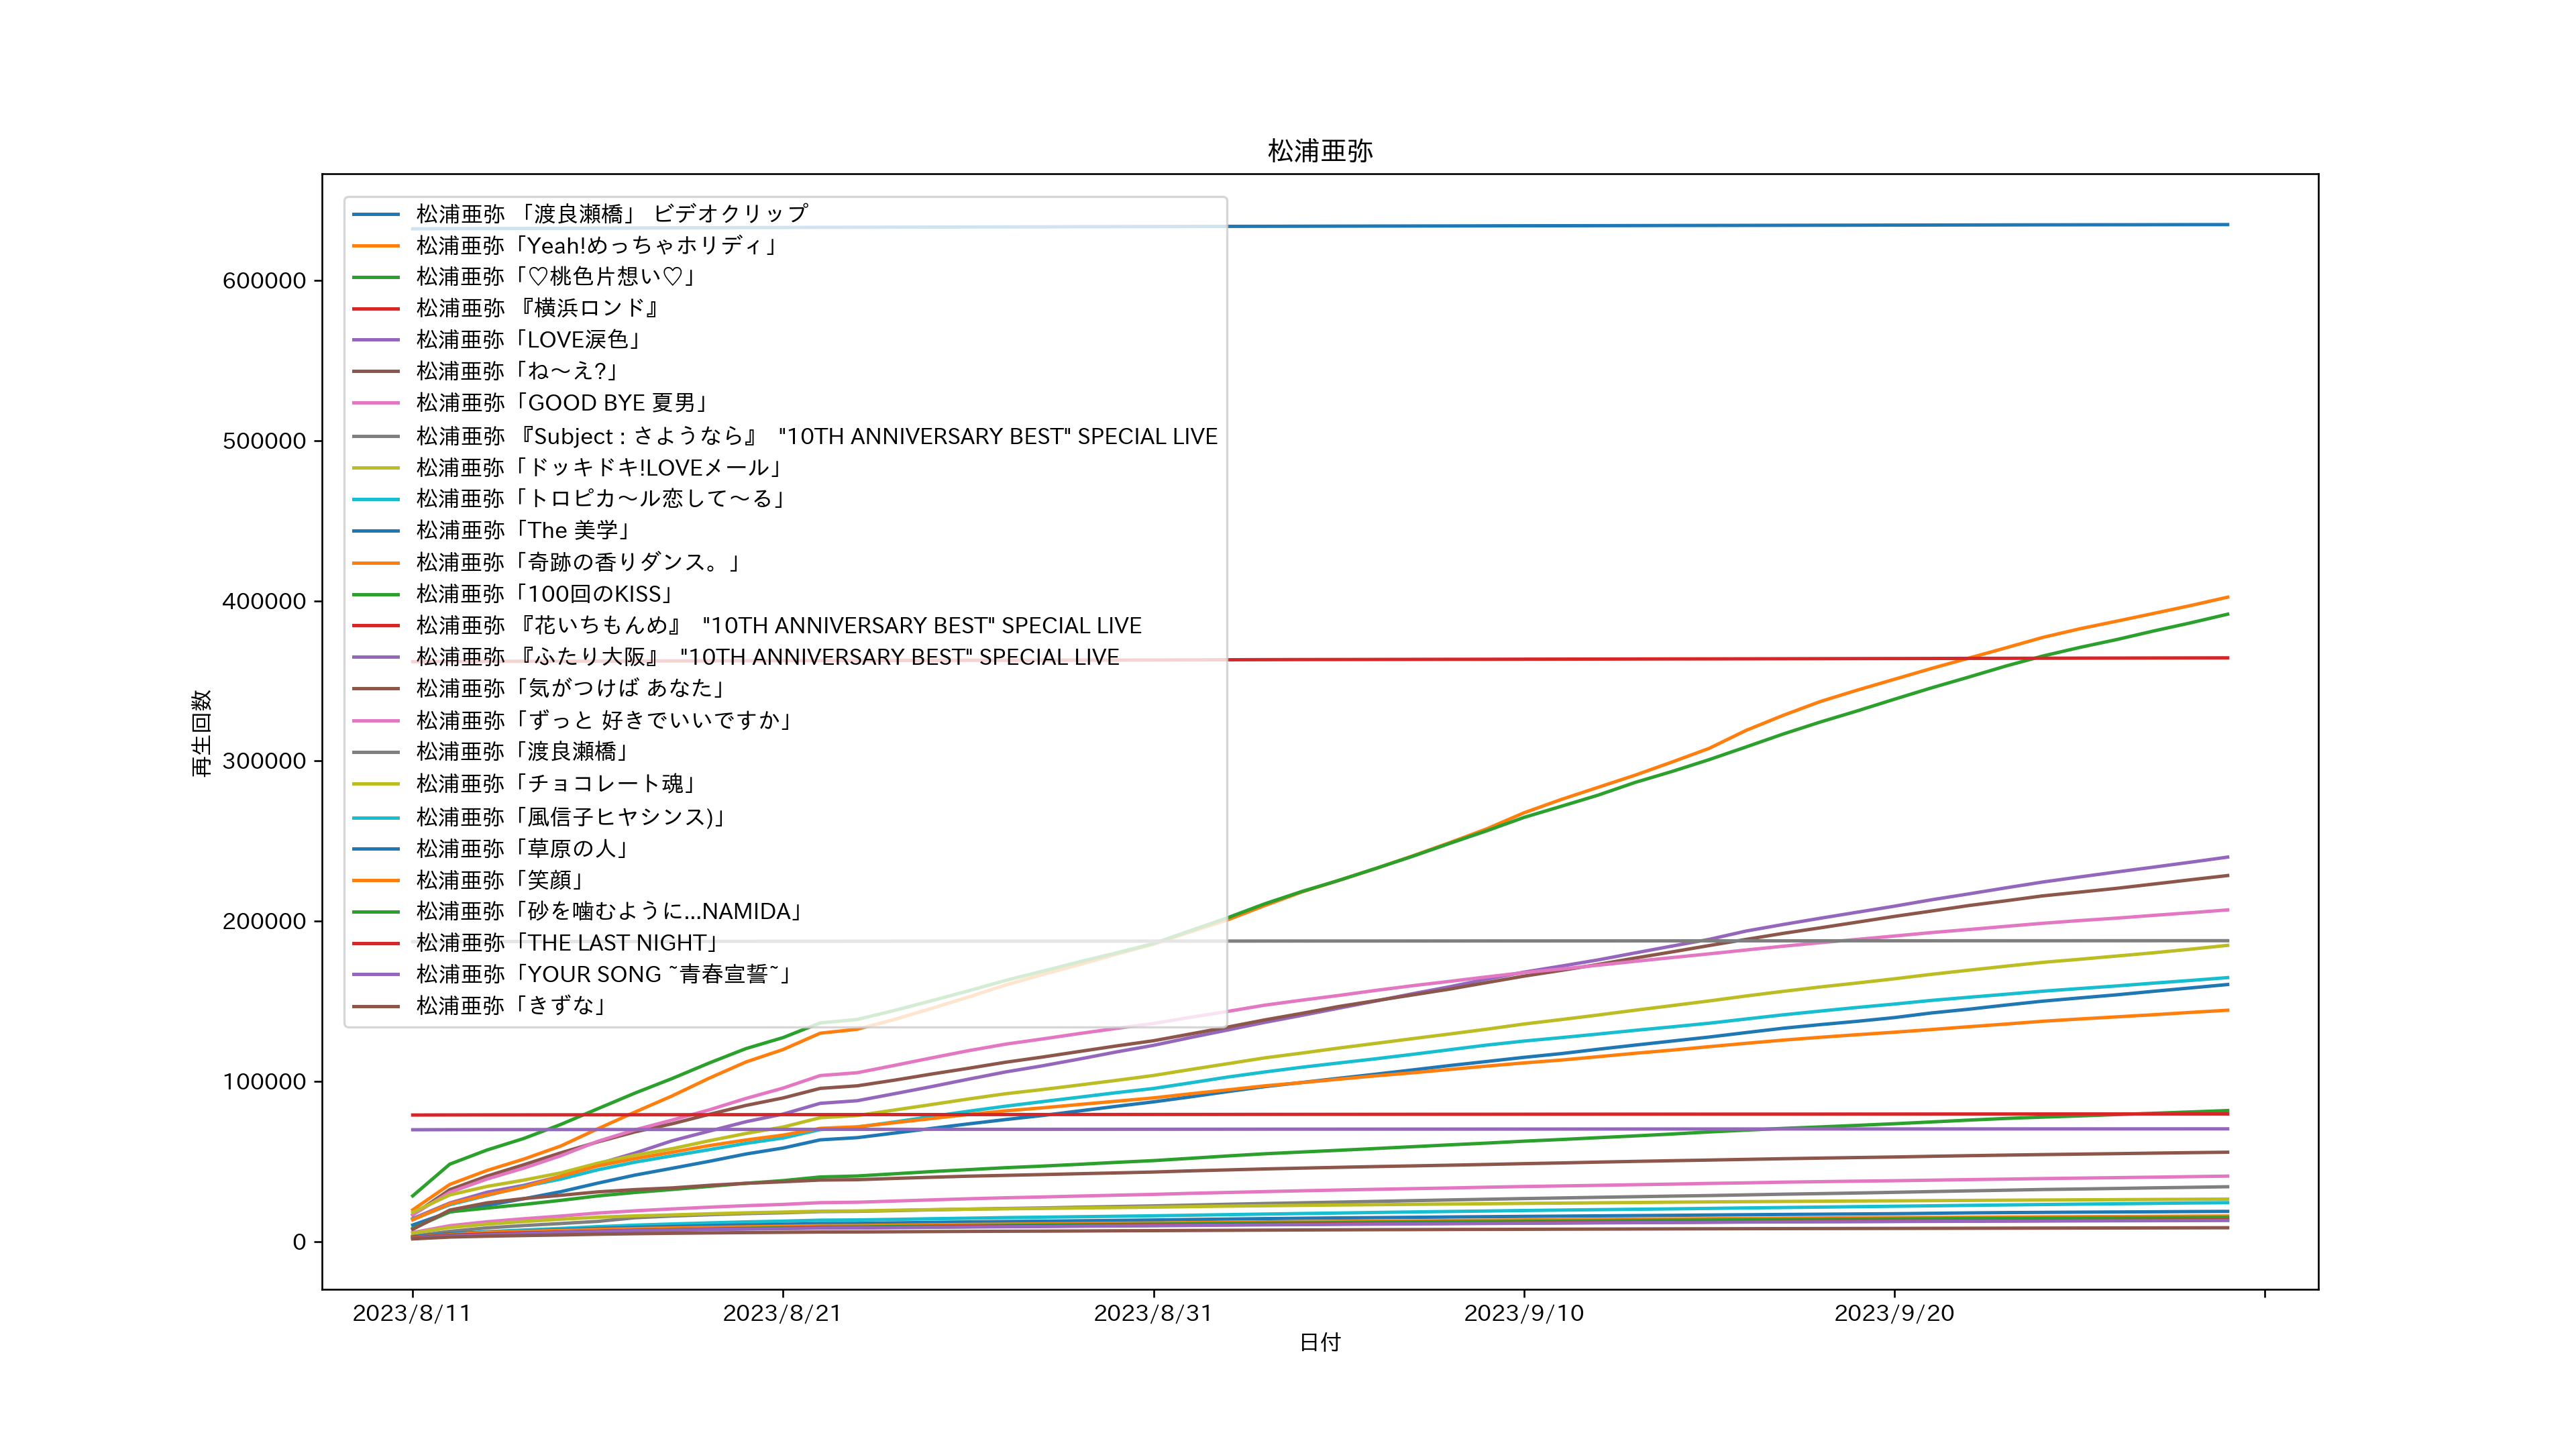 松浦亜弥
松浦亜弥 「渡良瀬橋」 ビデオクリップ
松浦亜弥「Yeah!めっちゃホリディ」
松浦亜弥「♡桃色片想い♡」
松浦亜弥 『横浜ロンド』
松浦亜弥「LOVE涙色」
松浦亜弥「ね～え?」
松浦亜弥「GOOD BYE 夏男」
松浦亜弥 『Subject : さようなら』 "10TH ANNIVERSARY BEST" SPECIAL LIVE
松浦亜弥「ドッキドキ!LOVEメール」
松浦亜弥「トロピカ～ル恋して～る」
松浦亜弥「The 美学」
松浦亜弥「奇跡の香りダンス。」
松浦亜弥「100回のKISS」
松浦亜弥 『花いちもんめ』 "10TH ANNIVERSARY BEST" SPECIAL LIVE
松浦亜弥 『ふたり大阪』 "10TH ANNIVERSARY BEST" SPECIAL LIVE
松浦亜弥「気がつけば あなた」
松浦亜弥「ずっと 好きでいいですか」
松浦亜弥「渡良瀬橋」
松浦亜弥「チョコレート魂」
松浦亜弥「風信子ヒヤシンス)」
松浦亜弥「草原の人」
松浦亜弥「笑顔」
松浦亜弥「砂を噛むように…NAMIDA」
松浦亜弥「THE LAST NIGHT」
松浦亜弥「YOUR SONG ~青春宣誓~」
松浦亜弥「きずな」
600000
500000
400000
300000
200000
100000
0
再生回数
2023/8/11
2023/8/21
2023/8/31
2023/9/10
2023/9/20
日付